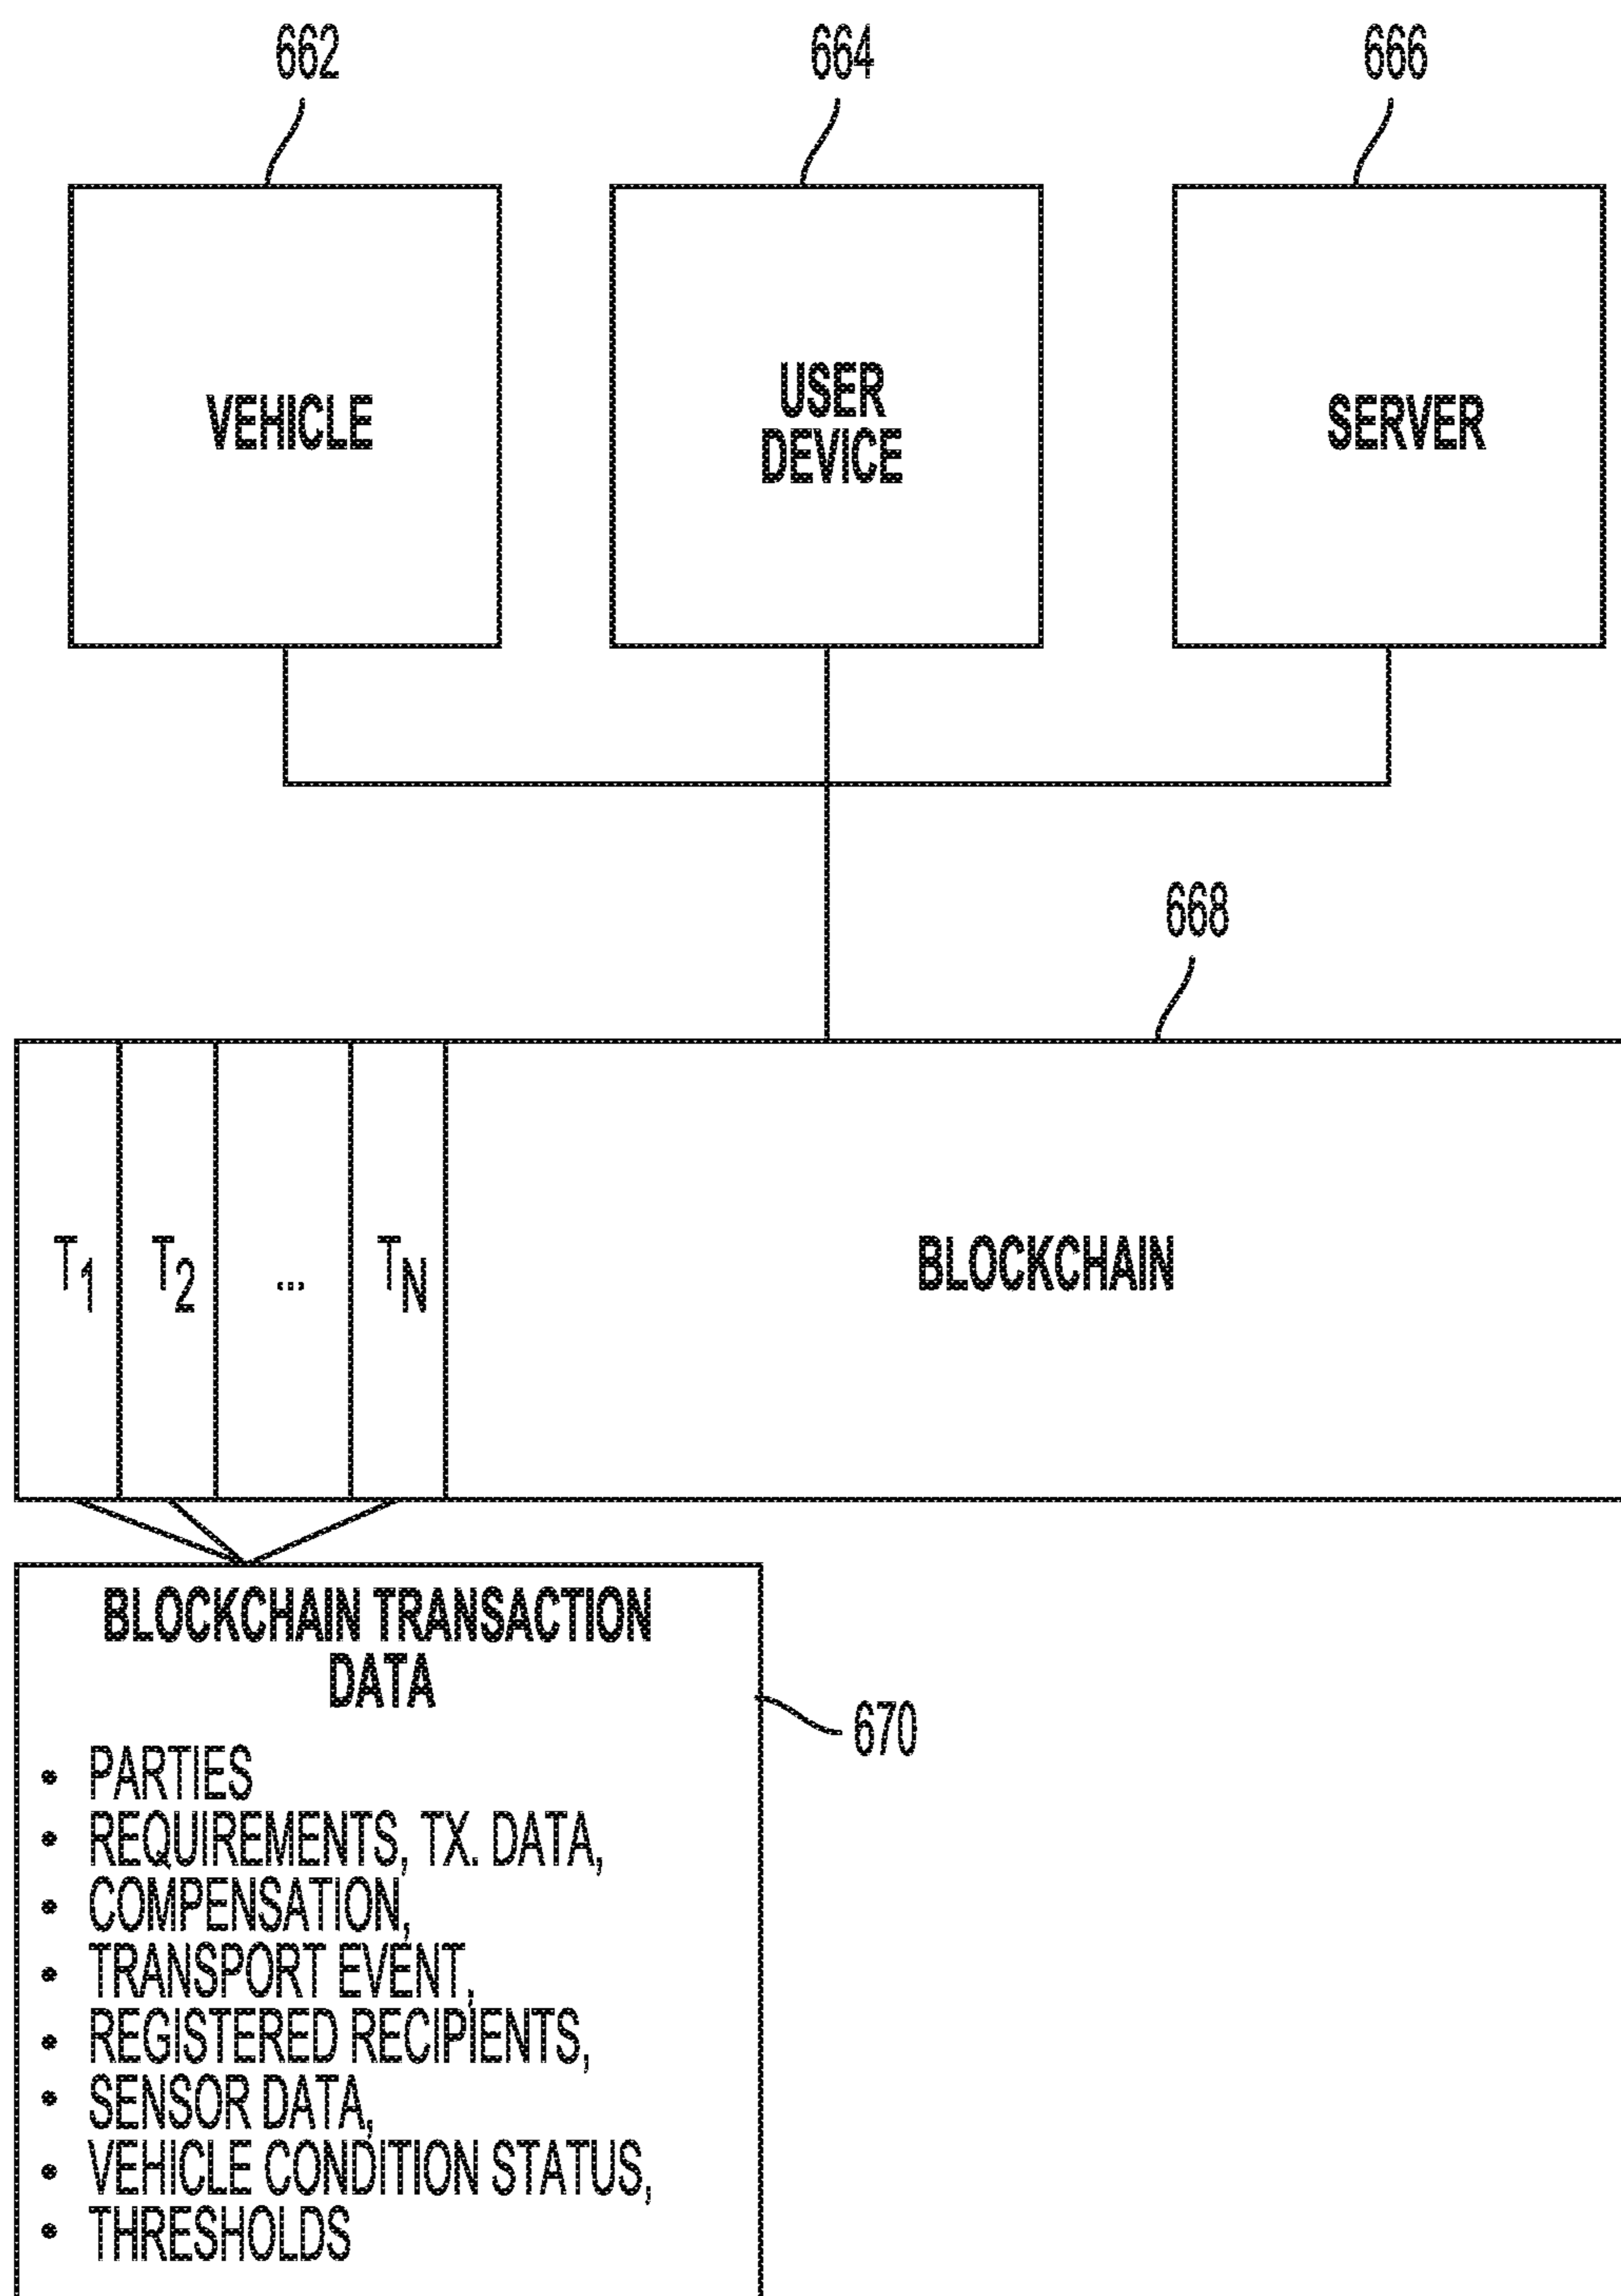 662
664
666
VEHICLE
USER
DEVICE
SERVER
668
T1
T2
...
TN
BLOCKCHAIN
BLOCKCHAIN TRANSACTION
DATA
670
• PARTIES
• REQUIREMENTS, TX. DATA,
• COMPENSATION,
• TRANSPORT EVENT,
• REGISTERED RECIPIENTS,
• SENSOR DATA,
• VEHICLE CONDITION STATUS,
• THRESHOLDS